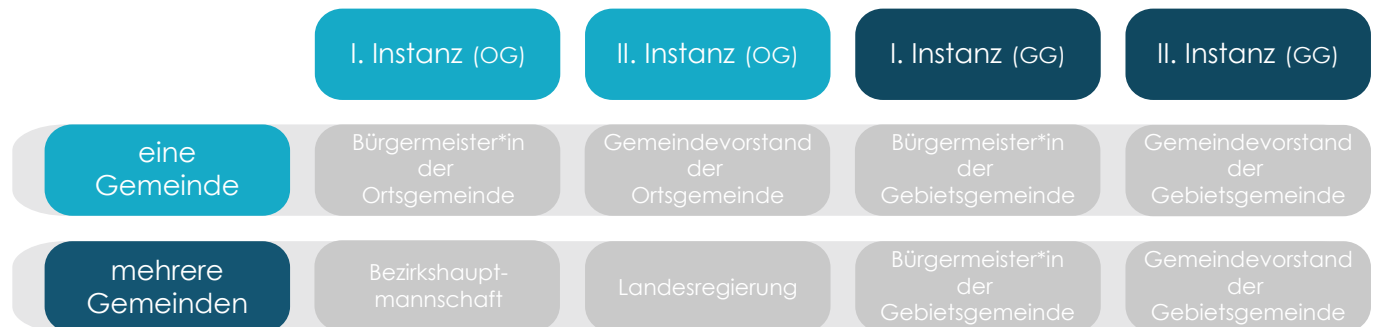 I. Instanz (OG)
II. Instanz (OG)
I. Instanz (GG)
II. Instanz (GG)
eine
Gemeinde
Bürgermeister*in
der
Ortsgemeinde
Gemeindevorstand
der
Ortsgemeinde
Bürgermeister*in
der
Gebietsgemeinde
Gemeindevorstand
der
Gebietsgemeinde
mehrere
Gemeinden
Bezirkshaupt-
mannschaft
Landesregierung
Bürgermeister*in
der
Gebietsgemeinde
Gemeindevorstand
der
Gebietsgemeinde